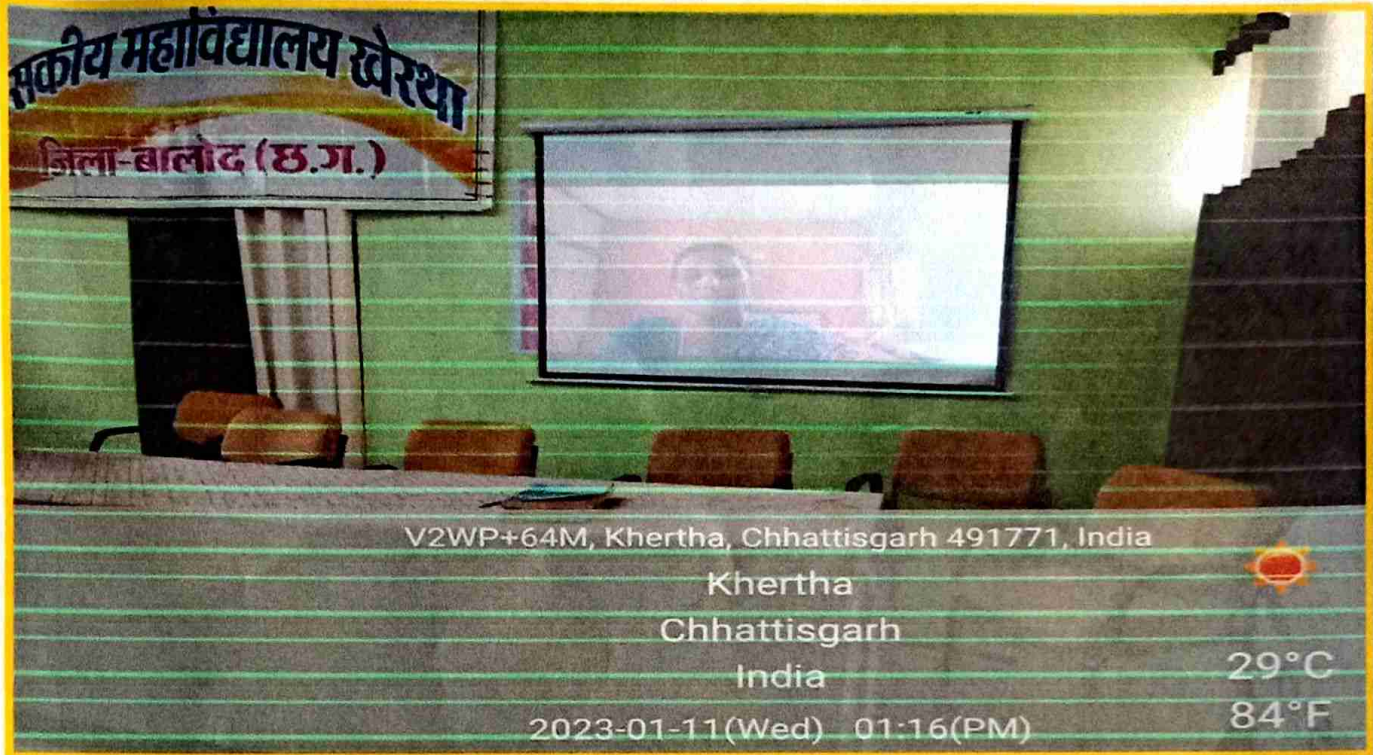 सकीय महाविद्यालय खेरथा
जिला-बालोद (छ.ग.)
V2WP+64M, Khertha, Chhattisgarh 491771, India
Khertha
Chhattisgarh
India
29°C
2023-01-11(Wed) 01:16(PM)
84°F